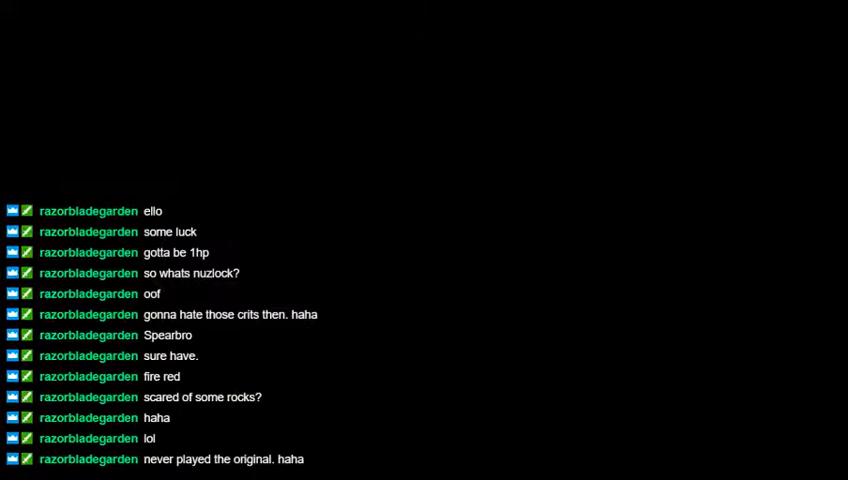 razorbladegarden ello
razorbladegarden some luck
razorbladegarden gotta be 1hp
razorbladegarden so whats nuzlock?
razorbladegarden oof
razorbladegarden gonna hate those crits then. haha
razorbladegarden Spearbro
razorbladegarden sure have.
razorbladegarden fire red
razorbladegarden scared of some rocks?
razorbladegarden haha
razorbladegarden lol
razorbladegarden never played the original. haha